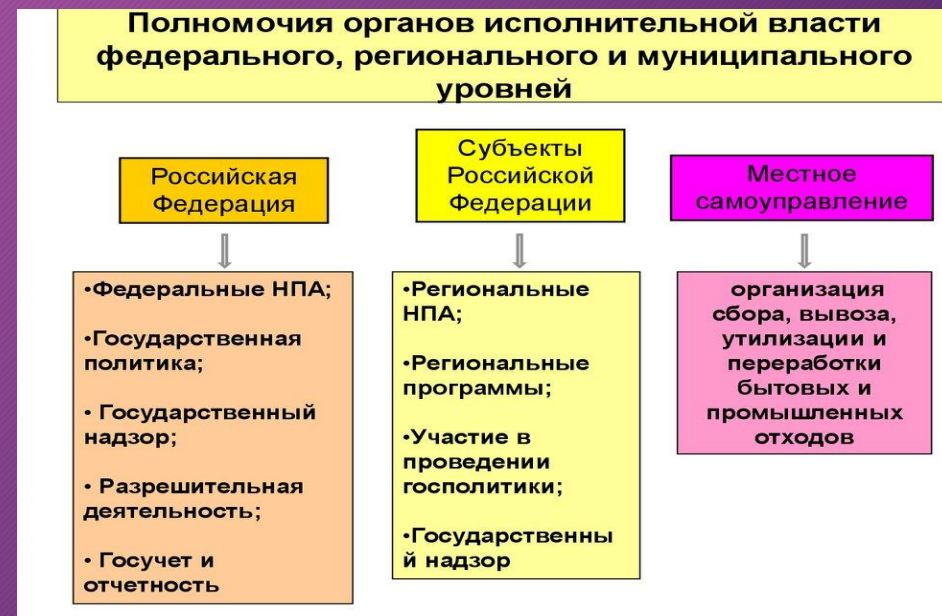 Полномочия органов исполнительной власти
федерального, регионального и муниципального
уровней
Российская
Федерация
•Федеральные НПА;
•Государственная
политика;
• Государственный
надзор;
• Разрешительная
деятельность;
• Госучет и
отчетность
Субъекты
Российской
Федерации
•Региональные
НПА;
•Региональные
программы;
•Участие в
проведении
госполитики;
•Государственны
й надзор
Местное
самоуправление
организация
сбора, вывоза,
утилизации и
переработки
бытовых и
промышленных
отходов